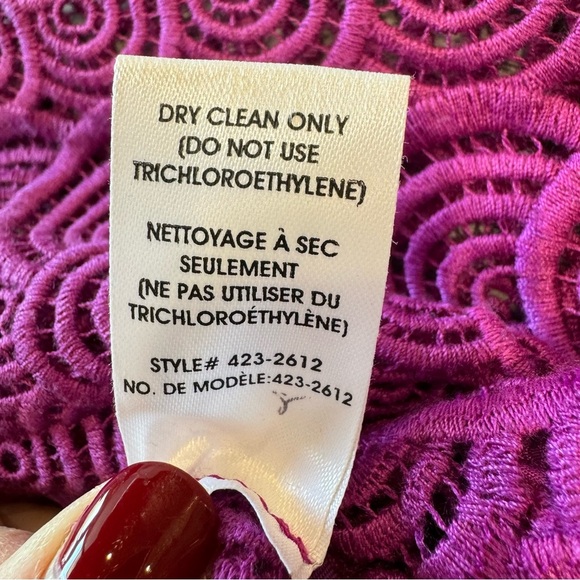 DRY CLEAN ONLY
(DO NOT USE
TRICHLOROETHYLENE)
NETTOYAGE À SEC
SEULEMENT
(NE PAS UTILISER DU
TRICHLOROÉTHYLÈNE)
STYLE# 423-2612
NO. DE MODÈLE:423-2612